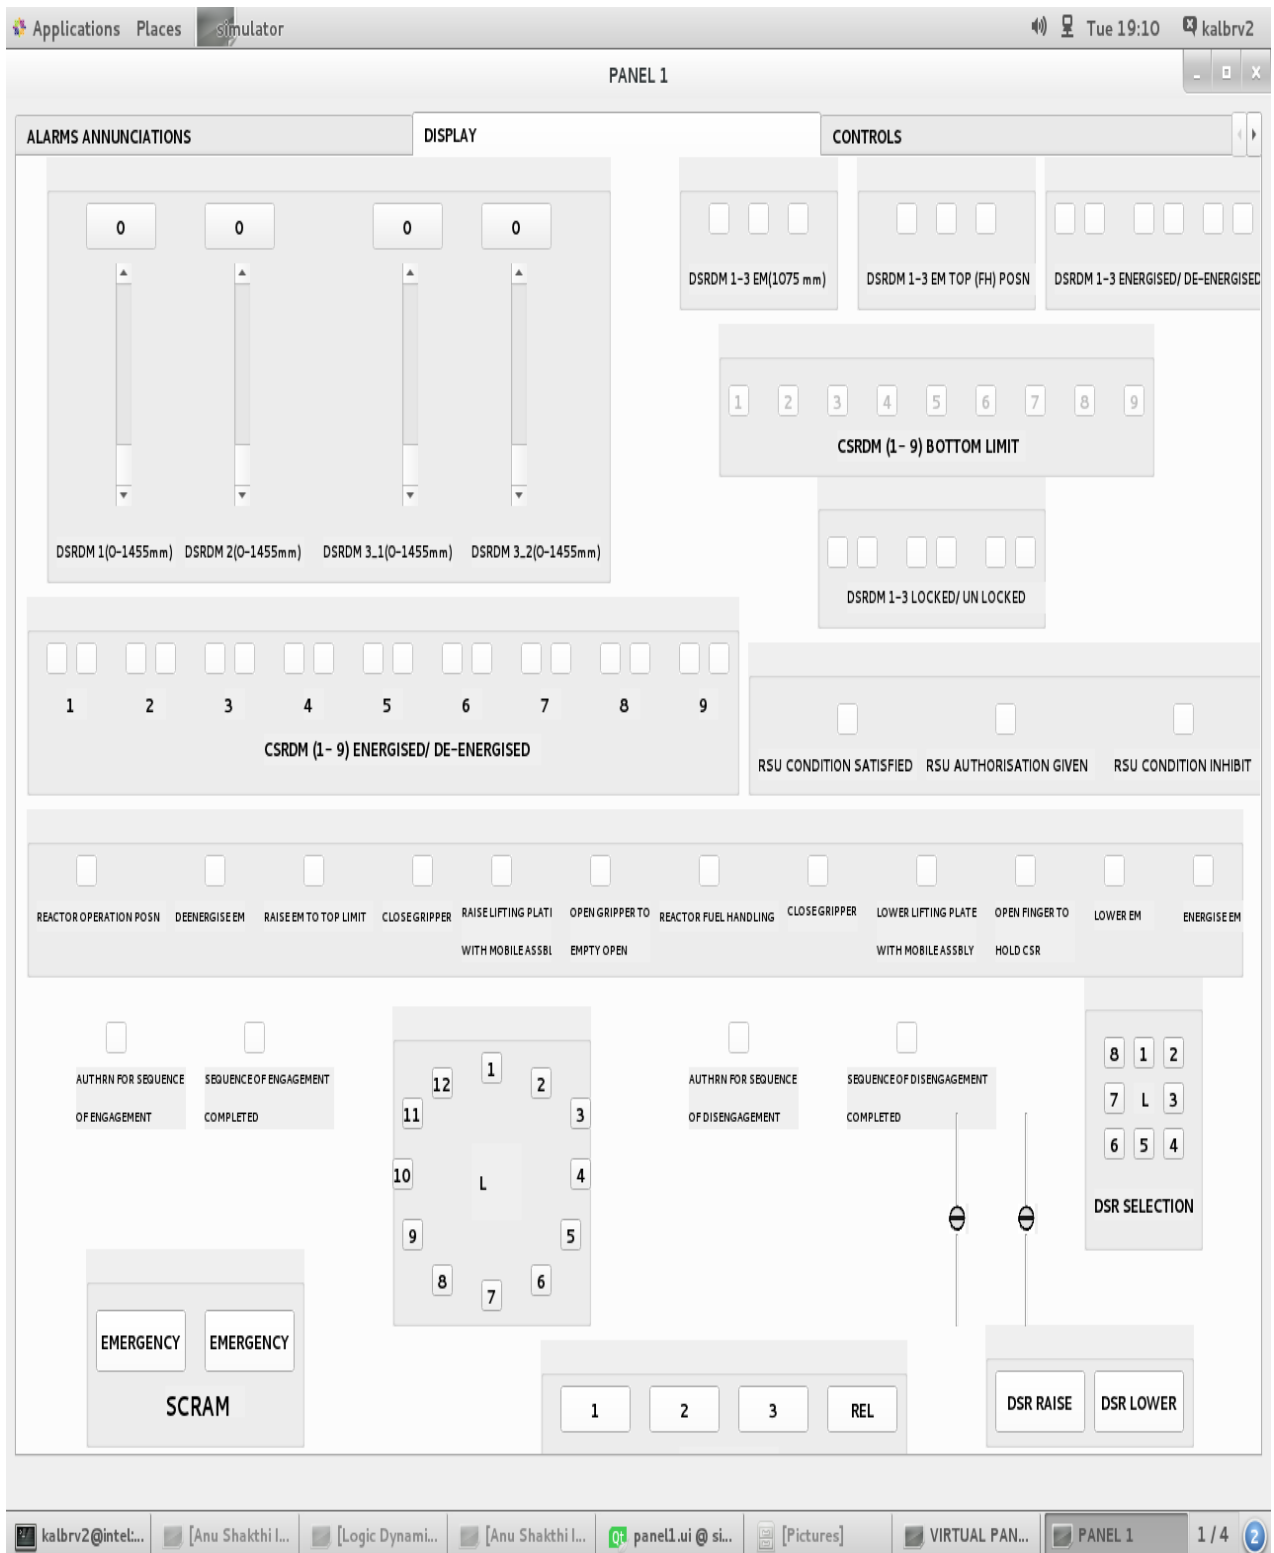 Applications Places simulator Tue 19:10 kalbrv2
PANEL 1
ALARMS ANNUNCIATIONS DISPLAY CONTROLS
0 0 0 0
DSRDM 1-3 EM(1075 mm) DSRDM 1-3 EM TOP (FH) POSN DSRDM 1-3 ENERGISED/ DE-ENERGISED
1 2 3 4 5 6 7 8 9
CSRDM (1- 9) BOTTOM LIMIT
DSRDM 1(0-1455mm) DSRDM 2(0-1455mm) DSRDM 3_1(0-1455mm) DSRDM 3_2(0-1455mm)
DSRDM 1-3 LOCKED/ UN LOCKED
1 2 3 4 5 6 7 8 9
CSRDM (1- 9) ENERGISED/ DE-ENERGISED
RSU CONDITION SATISFIED RSU AUTHORISATION GIVEN RSU CONDITION INHIBIT
REACTOR OPERATION POSN DEENERGISE EM RAISE EM TO TOP LIMIT CLOSE GRIPPER RAISE LIFTING PLATI OPEN GRIPPER TO REACTOR FUEL HANDLING CLOSE GRIPPER LOWER LIFTING PLATE OPEN FINGER TO LOWER EM ENERGISE EM
WITH MOBILE ASSBL EMPTY OPEN WITH MOBILE ASSBLY HOLD CSR
AUTHRN FOR SEQUENCE SEQUENCE OF ENGAGEMENT
OF ENGAGEMENT COMPLETED
12 1 2
11 3
10 L 4
9 5
8 7 6
AUTHRN FOR SEQUENCE SEQUENCE OF DISENGAGEMENT
OF DISENGAGEMENT COMPLETED
8 1 2
7 L 3
6 5 4
DSR SELECTION
EMERGENCY EMERGENCY
SCRAM
1 2 3 REL
DSR RAISE DSR LOWER
kalbrv2@intel:... [Anu Shakthi I... [Logic Dynami... [Anu Shakthi I... Qt panel1.ui @ si... [Pictures] VIRTUAL PAN... PANEL 1 1 / 4 2